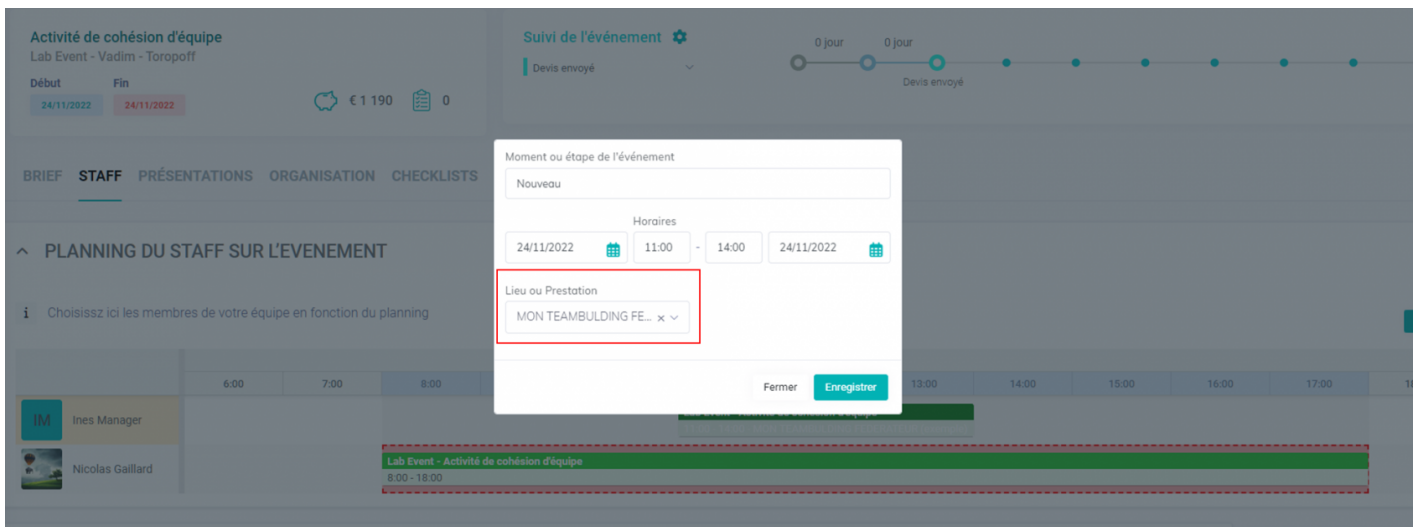 Activité de cohésion d'équipe
Lab Event - Vadim - Toropoff
Début Fin
24/11/2022 24/11/2022
€ 1 190 0
Suivi de l'événement
Devis envoyé
0 jour 0 jour
Devis envoyé
BRIEF STAFF PRÉSENTATIONS ORGANISATION CHECKLISTS
Moment ou étape de l'événement
Nouveau
Horaires
24/11/2022 11:00 - 14:00 24/11/2022
Lieu ou Prestation
MON TEAMBULDING FE...
Fermer Enregistrer
PLANNING DU STAFF SUR L'EVENEMENT
i Choisissz ici les membres de votre équipe en fonction du planning
6:00 7:00 8:00 13:00 14:00 15:00 16:00 17:00
IM Ines Manager
Nicolas Gaillard
Lab Event - Activité de cohésion d'équipe
8:00 - 18:00